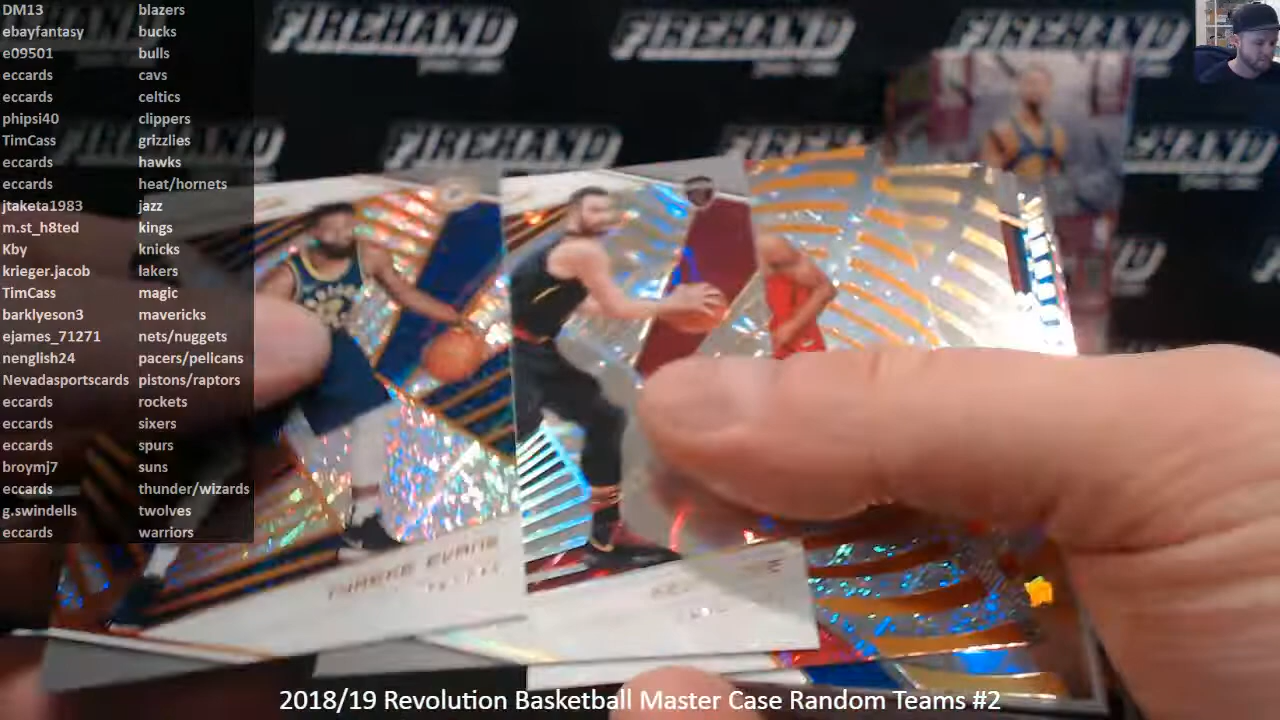 DM13 blazers
ebayfantasy bucks
e09501 bulls
eccards cavs
eccards celtics
phipsi40 clippers
TimCass grizzlies
eccards hawks
eccards heat/hornets
jtaketa1983 jazz
m.st_h8ted kings
Kby knicks
krieger.jacob lakers
TimCass magic
barklyeson3 mavericks
ejames_71271 nets/nuggets
nenglish24 pacers/pelicans
Nevadasportscards pistons/raptors
eccards rockets
eccards sixers
eccards spurs
broymj7 suns
eccards thunder/wizards
g.swindells twolves
eccards warriors
FIREHAND FIREHAND FIREHAND
FIREHAND FIREHAND FIREHAND FIREHAND
TYREKE EVANS
2018/19 Revolution Basketball Master Case Random Teams #2